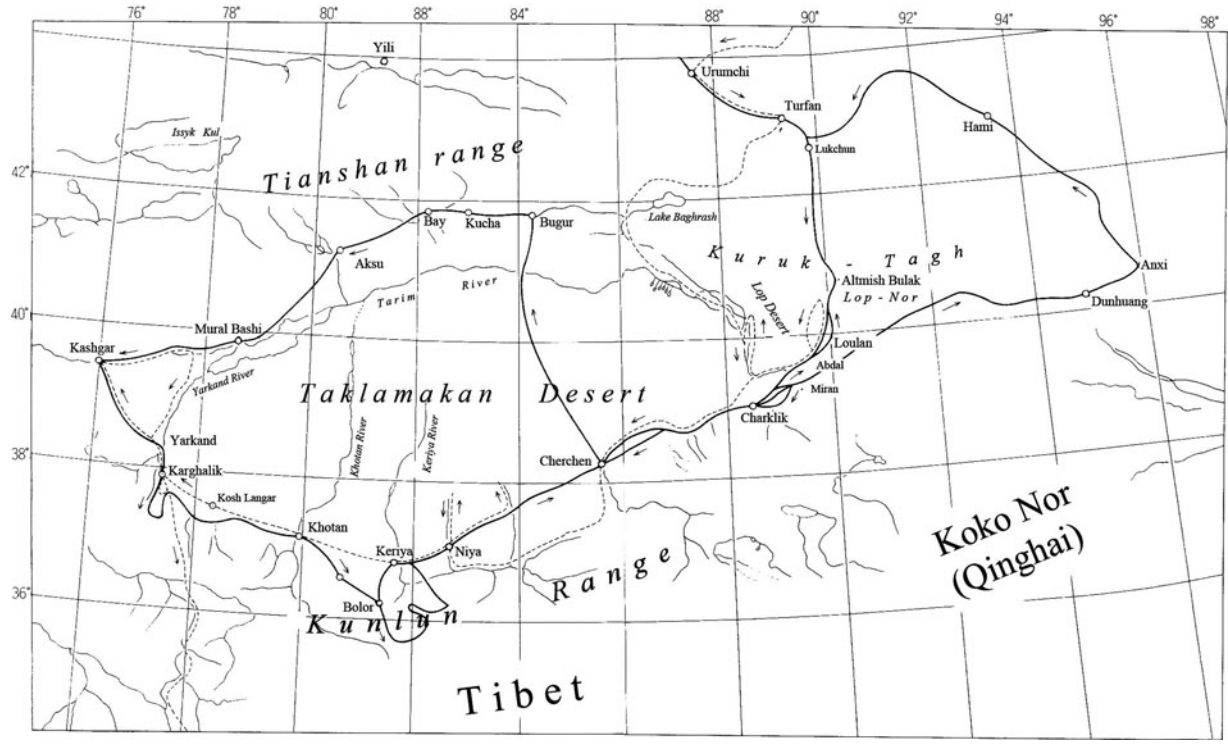 76° 78° 80° 82° 84° 88° 90° 92° 94° 96° 98°
Yili
Urumchi
Turfan
Hami
Issyk Kul
Lukchun
Tianshan range
42°
Bay
Kucha
Bugur
Lake Baghrash
Aksu
Kuruk - Tagh
Anxi
Altmish Bulak
Lop - Nor
Dunhuang
Tarim River
Lop Desert
40°
Mural Bashi
Kashgar
Loulan
Abdal
Yarkand River
Miran
Taklamakan Desert
Charklik
Khotan River
Keriya River
Yarkand
38°
Cherchen
Karghalik
Kosh Langar
Khotan
Koko Nor
(Qinghai)
Keriya
Niya
Range
36°
Bolor
Kunlun
Tibet